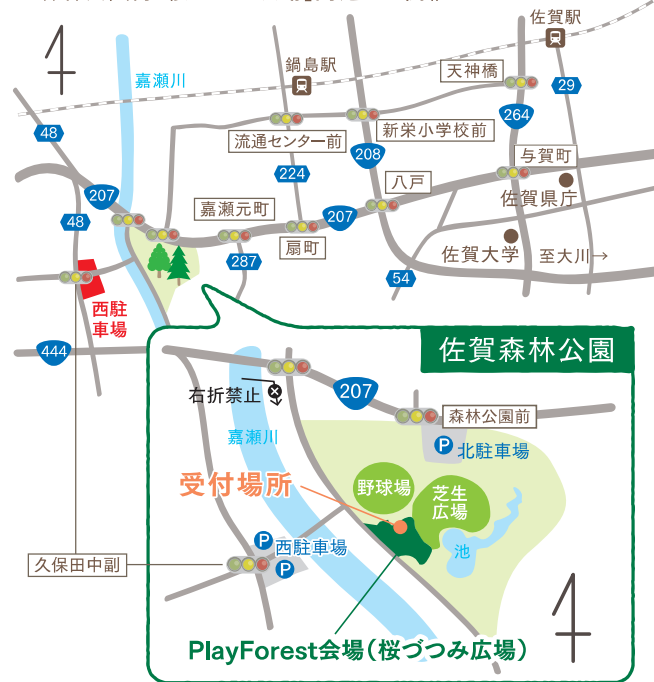 佐賀駅
鍋島駅
天神橋
嘉瀬川
29
48
264
流通センター前
新栄小学校前
208
与賀町
224
八戸
207
佐賀県庁
嘉瀬元町
48
207
扇町
佐賀大学
至大川→
287
54
西駐
車場
444
佐賀森林公園
右折禁止
207
森林公園前
嘉瀬川
P
北駐車場
受付場所
野球場
芝生
広場
P
西駐車場
池
久保田中副
P
PlayForest会場(桜づつみ広場)